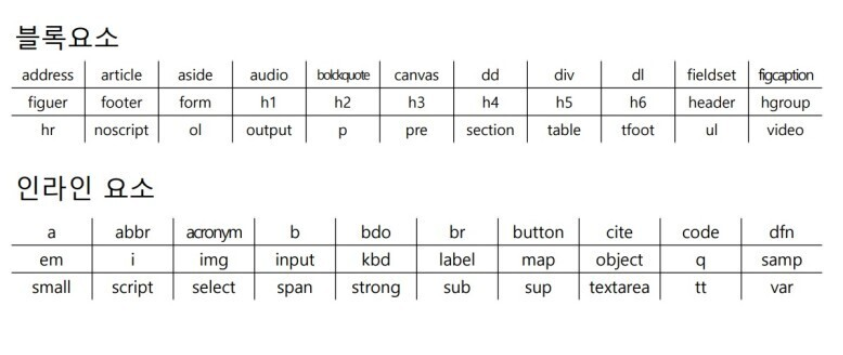 블록요소
address article aside audio boldkquote canvas dd div dl fieldset figcaption
figuer footer form h1 h2 h3 h4 h5 h6 header hgroup
hr noscript ol output p pre section table tfoot ul video
인라인 요소
a abbr acronym b bdo br button cite code dfn
em i img input kbd label map object q samp
small script select span strong sub sup textarea tt var